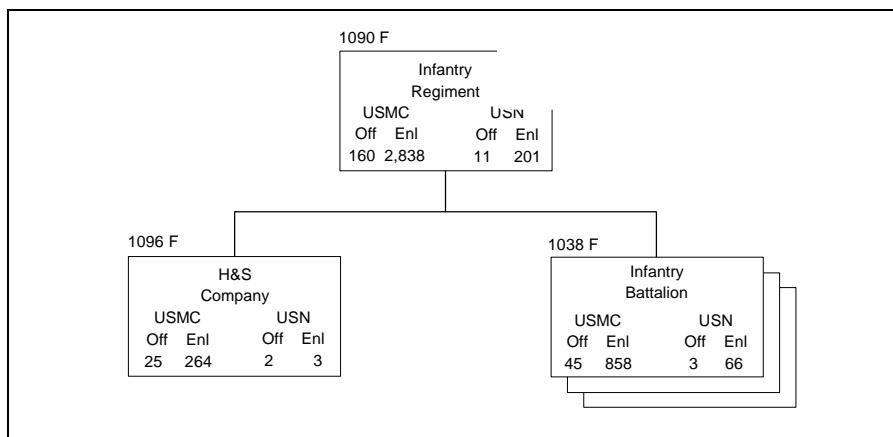 1090 F
Infantry
Regiment
USMC USN
Off Enl Off Enl
160 2,838 11 201
1096 F
H&S
Company
USMC USN
Off Enl Off Enl
25 264 2 3
1038 F
Infantry
Battalion
USMC USN
Off Enl Off Enl
45 858 3 66